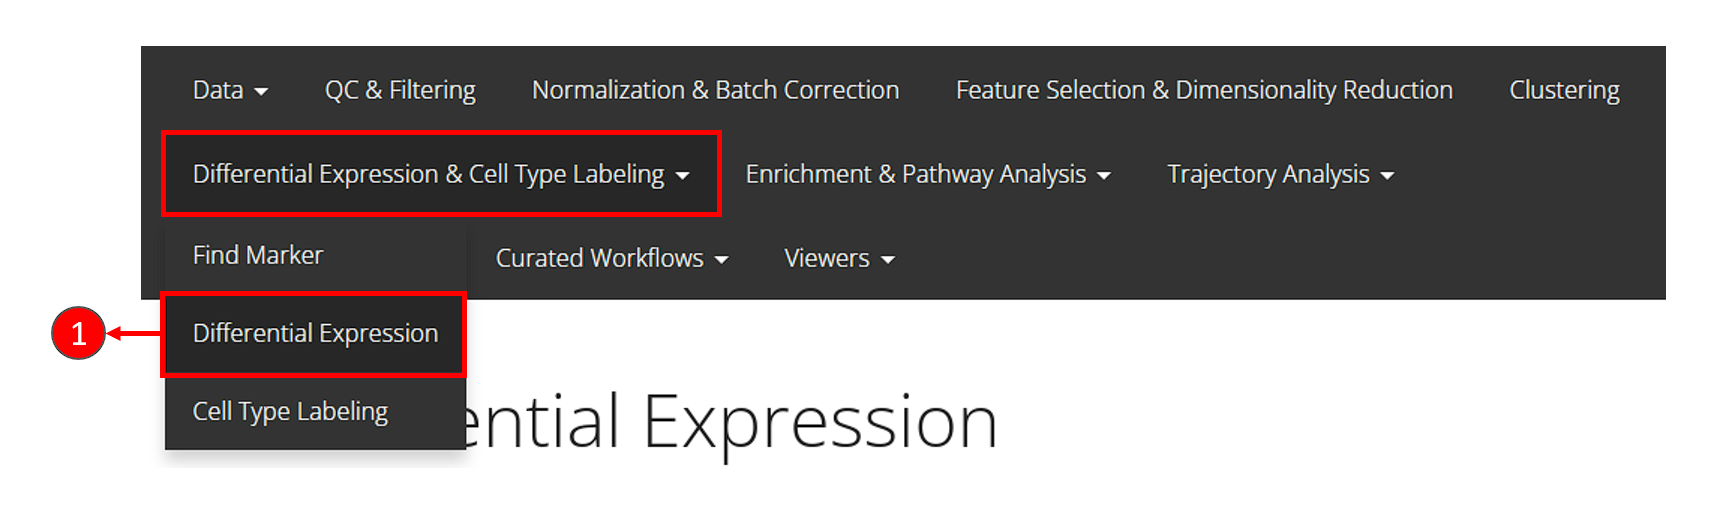 Data QC & Filtering Normalization & Batch Correction Feature Selection & Dimensionality Reduction Clustering
Differential Expression & Cell Type Labeling Enrichment & Pathway Analysis Trajectory Analysis
Find Marker Curated Workflows Viewers
1 Differential Expression
Cell Type Labeling
ential Expression